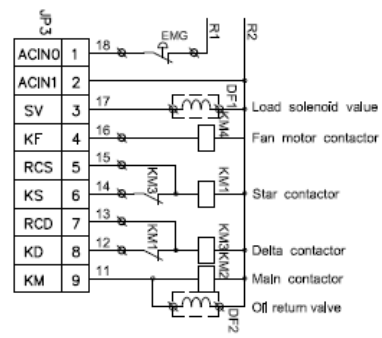 JP3
R1
R2
EMG
ACIN0 1 18
ACIN1 2
DF1
SV 3 17 Load solenoid value
KM4
KF 4 16 Fan motor contactor
RCS 5 15
KM3 KM1
KS 6 14 Star contactor
RCD 7 13
KM1 KM3
KD 8 12 Delta contactor
KM2
KM 9 11 Main contactor
Oil return valve
DF2